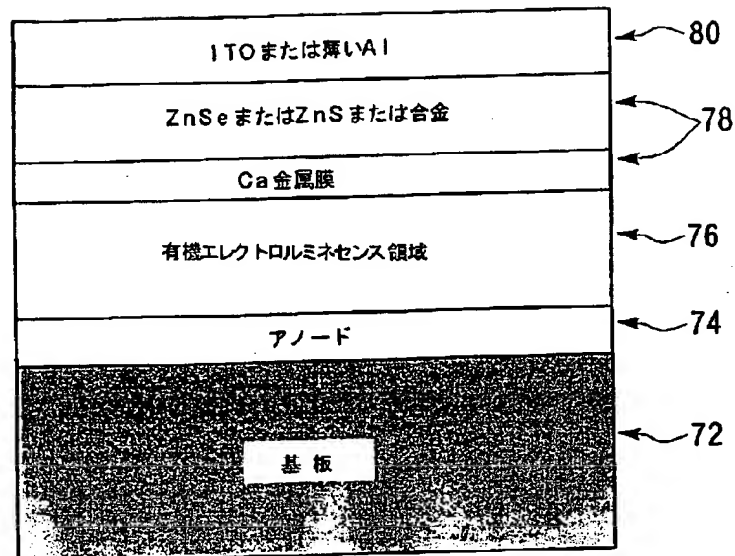 ITOまたは薄いAl
80
ZnSeまたはZnSまたは合金
78
Ca金属膜
有機エレクトロルミネセンス領域
76
アノード
74
基板
72